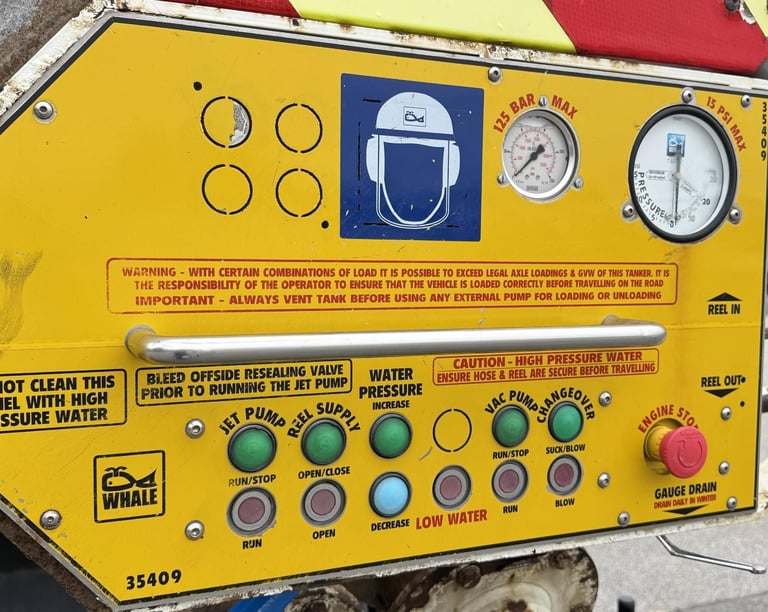 125 BAR MAX
15 PSI MAX
35409
PRESSURE
20
WARNING - WITH CERTAIN COMBINATIONS OF LOAD IT IS POSSIBLE TO EXCEED LEGAL AXLE LOADINGS & GVW OF THIS TANKER. IT IS
THE RESPONSIBILITY OF THE OPERATOR TO ENSURE THAT THE VEHICLE IS LOADED CORRECTLY BEFORE TRAVELLING ON THE ROAD
IMPORTANT - ALWAYS VENT TANK BEFORE USING ANY EXTERNAL PUMP FOR LOADING OR UNLOADING
REEL IN
NOT CLEAN THIS
EL WITH HIGH
SSURE WATER
BLEED OFFSIDE RESEALING VALVE
PRIOR TO RUNNING THE JET PUMP
WATER
PRESSURE
INCREASE
CAUTION - HIGH PRESSURE WATER
ENSURE HOSE & REEL ARE SECURE BEFORE TRAVELLING
REEL OUT
JET PUMP
REEL SUPPLY
VAC PUMP
CHANGEOVER
ENGINE STOP
RUN/STOP
OPEN/CLOSE
RUN/STOP
SUCK/BLOW
WHALE
RUN
OPEN
DECREASE
LOW WATER
RUN
BLOW
GAUGE DRAIN
DRAIN DAILY IN WINTER
35409